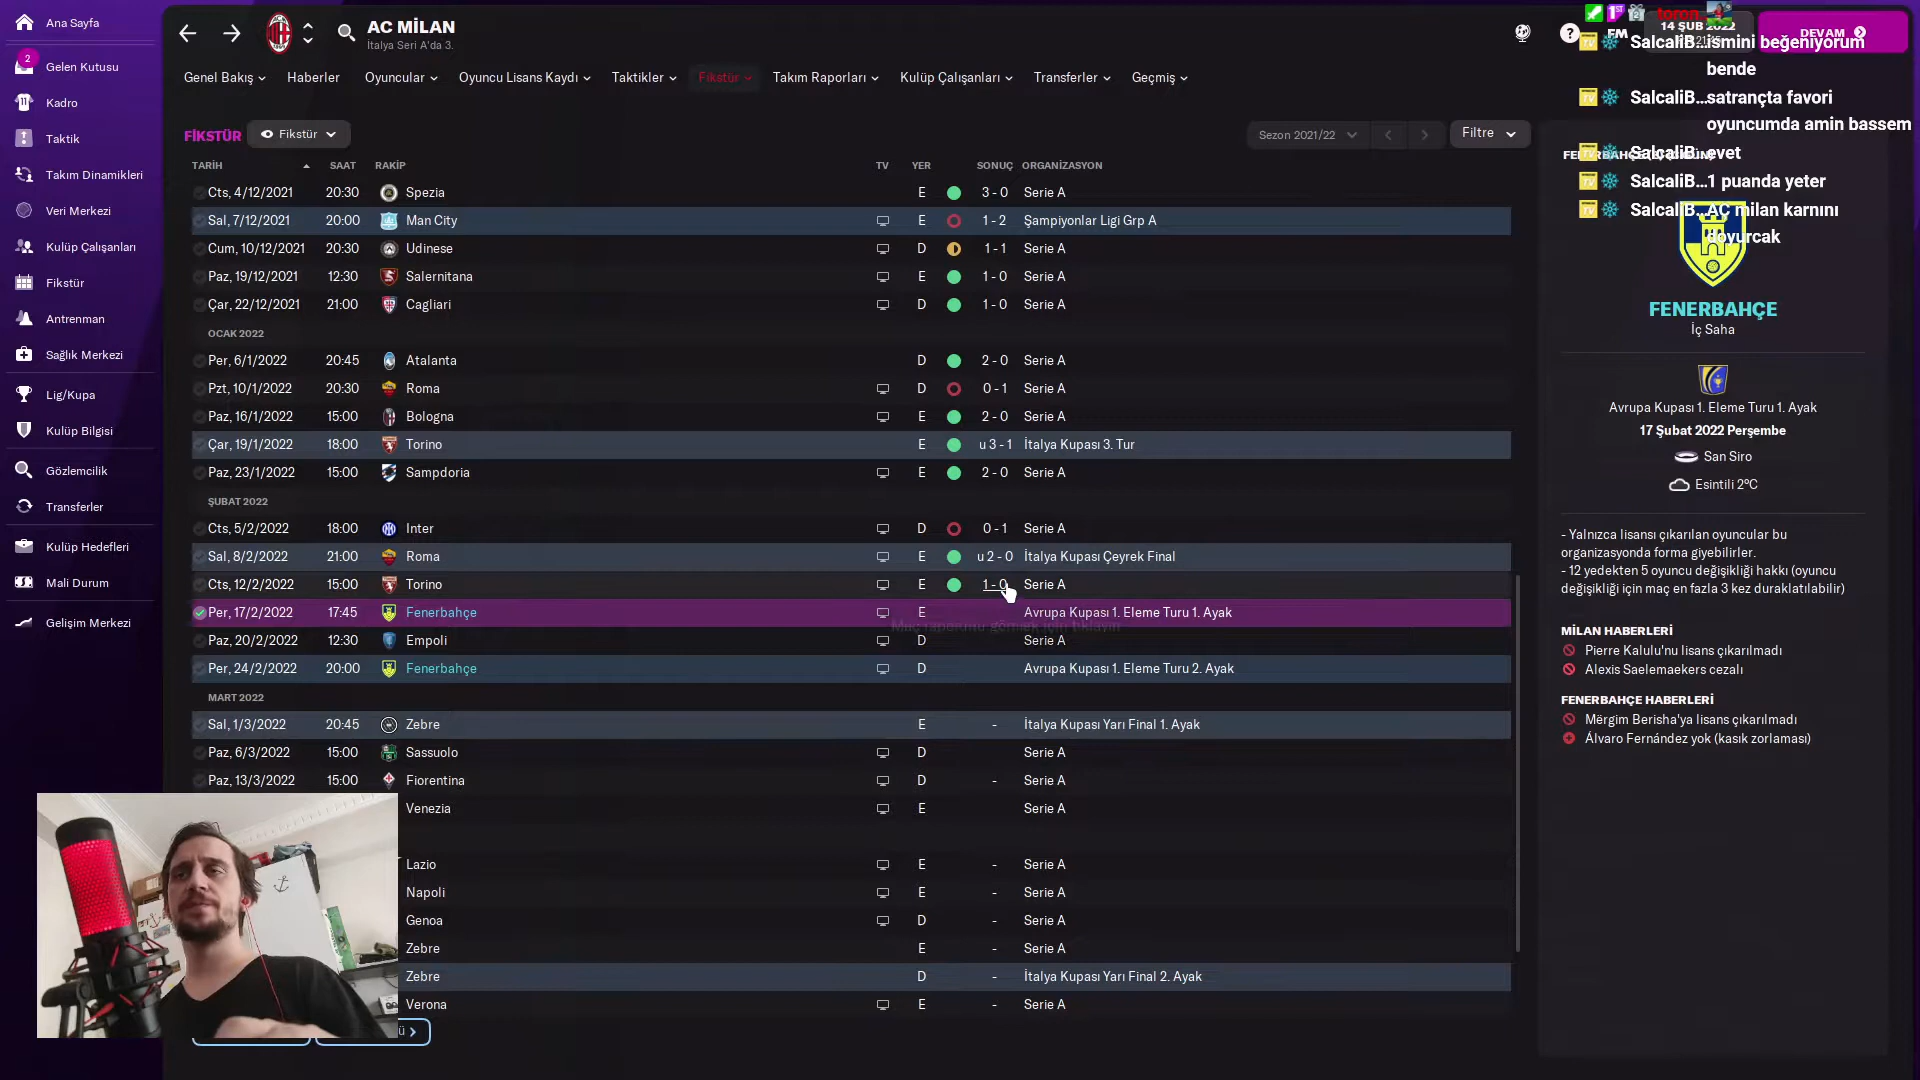 Ana Sayfa
2
Gelen Kutusu
Kadro
Taktik
Takım Dinamikleri
Veri Merkezi
Kulüp Çalışanları
Fikstür
Antrenman
Sağlık Merkezi
Lig/Kupa
Kulüp Bilgisi
Gözlemcilik
Transferler
Kulüp Hedefleri
Mali Durum
Gelişim Merkezi
AC MİLAN
İtalya Seri A'da 3.
? FM
14 ŞUB 2022
DEVAM
Genel Bakış Haberler Oyuncular Oyuncu Lisans Kaydı Taktikler Fikstür Takım Raporları Kulüp Çalışanları Transferler Geçmiş
FİKSTÜR Fikstür Sezon 2021/22 Filtre
TARİH SAAT RAKİP TV YER SONUÇ ORGANİZASYON
Cts, 4/12/2021 20:30 Spezia E 3 - 0 Serie A
Sal, 7/12/2021 20:00 Man City E 1 - 2 Şampiyonlar Ligi Grp A
Cum, 10/12/2021 20:30 Udinese D 1 - 1 Serie A
Paz, 19/12/2021 12:30 Salernitana E 1 - 0 Serie A
Çar, 22/12/2021 21:00 Cagliari D 1 - 0 Serie A
OCAK 2022
Per, 6/1/2022 20:45 Atalanta D 2 - 0 Serie A
Pzt, 10/1/2022 20:30 Roma D 0 - 1 Serie A
Paz, 16/1/2022 15:00 Bologna E 2 - 0 Serie A
Çar, 19/1/2022 18:00 Torino E u 3 - 1 İtalya Kupası 3. Tur
Paz, 23/1/2022 15:00 Sampdoria E 2 - 0 Serie A
ŞUBAT 2022
Cts, 5/2/2022 18:00 Inter D 0 - 1 Serie A
Sal, 8/2/2022 21:00 Roma E u 2 - 0 İtalya Kupası Çeyrek Final
Cts, 12/2/2022 15:00 Torino E 1 - 0 Serie A
Per, 17/2/2022 17:45 Fenerbahçe E Avrupa Kupası 1. Eleme Turu 1. Ayak
Maç raporunu görmek için tıklayın
Paz, 20/2/2022 12:30 Empoli D Serie A
Per, 24/2/2022 20:00 Fenerbahçe D Avrupa Kupası 1. Eleme Turu 2. Ayak
MART 2022
Sal, 1/3/2022 20:45 Zebre E - İtalya Kupası Yarı Final 1. Ayak
Paz, 6/3/2022 15:00 Sassuolo D Serie A
Paz, 13/3/2022 15:00 Fiorentina D - Serie A
Venezia E Serie A
Lazio E - Serie A
Napoli E - Serie A
Genoa D - Serie A
Zebre E - Serie A
Zebre D - İtalya Kupası Yarı Final 2. Ayak
Verona E - Serie A
SalcaliB...ismini beğeniyorum
bende
SalcaliB...satrançta favori
oyuncumda amin bassem
SalcaliB...evet
SalcaliB...1 puanda yeter
SalcaliB...AC milan karnını
doyurcak
FENERBAHÇE
İç Saha
Avrupa Kupası 1. Eleme Turu 1. Ayak
17 Şubat 2022 Perşembe
San Siro
Esintili 2°C
- Yalnızca lisansı çıkarılan oyuncular bu
organizasyonda forma giyebilirler.
- 12 yedekten 5 oyuncu değişikliği hakkı (oyuncu
değişikliği için maç en fazla 3 kez duraklatılabilir)
MİLAN HABERLERİ
Pierre Kalulu'nu lisans çıkarılmadı
Alexis Saelemaekers cezalı
FENERBAHÇE HABERLERİ
Mërgim Berisha'ya lisans çıkarılmadı
Álvaro Fernández yok (kasık zorlaması)